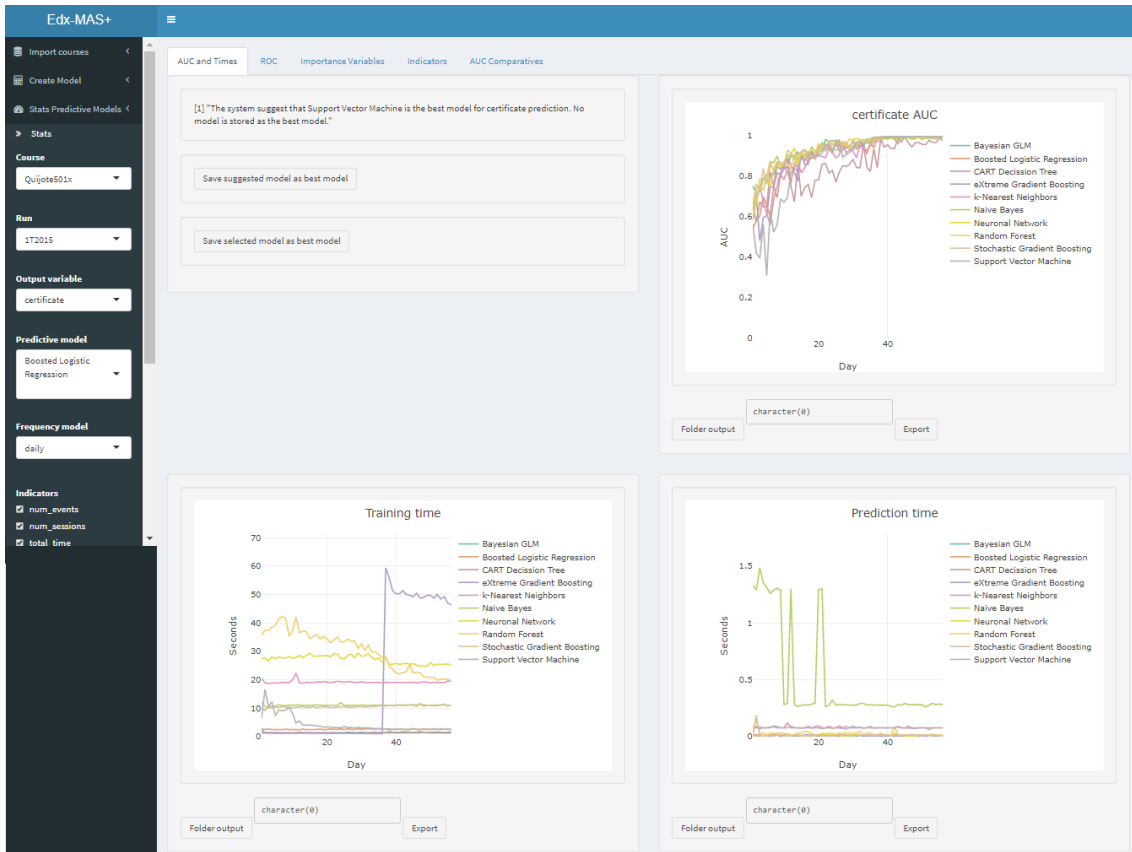 Edx-MAS+
Import courses
Create Model
Stats Predictive Models
» Stats
Course
Quijote501x
Run
1T2015
Output variable
certificate
Predictive model
Boosted Logistic
Regression
Frequency model
daily
Indicators
num_events
num_sessions
total_time
AUC and Times
ROC
Importance Variables
Indicators
AUC Comparatives
[1] "The system suggest that Support Vector Machine is the best model for certificate prediction. No
model is stored as the best model."
Save suggested model as best model
Save selected model as best model
certificate AUC
1
0.8
0.6
0.4
0.2
0
20
40
AUC
Day
Bayesian GLM
Boosted Logistic Regression
CART Decission Tree
eXtreme Gradient Boosting
k-Nearest Neighbors
Naive Bayes
Neuronal Network
Random Forest
Stochastic Gradient Boosting
Support Vector Machine
Folder output
character(0)
Export
Training time
70
60
50
40
30
20
10
0
20
40
Seconds
Day
Bayesian GLM
Boosted Logistic Regression
CART Decission Tree
eXtreme Gradient Boosting
k-Nearest Neighbors
Naive Bayes
Neuronal Network
Random Forest
Stochastic Gradient Boosting
Support Vector Machine
Folder output
character(0)
Export
Prediction time
1.5
1
0.5
0
20
40
Seconds
Day
Bayesian GLM
Boosted Logistic Regression
CART Decission Tree
eXtreme Gradient Boosting
k-Nearest Neighbors
Naive Bayes
Neuronal Network
Random Forest
Stochastic Gradient Boosting
Support Vector Machine
Folder output
character(0)
Export